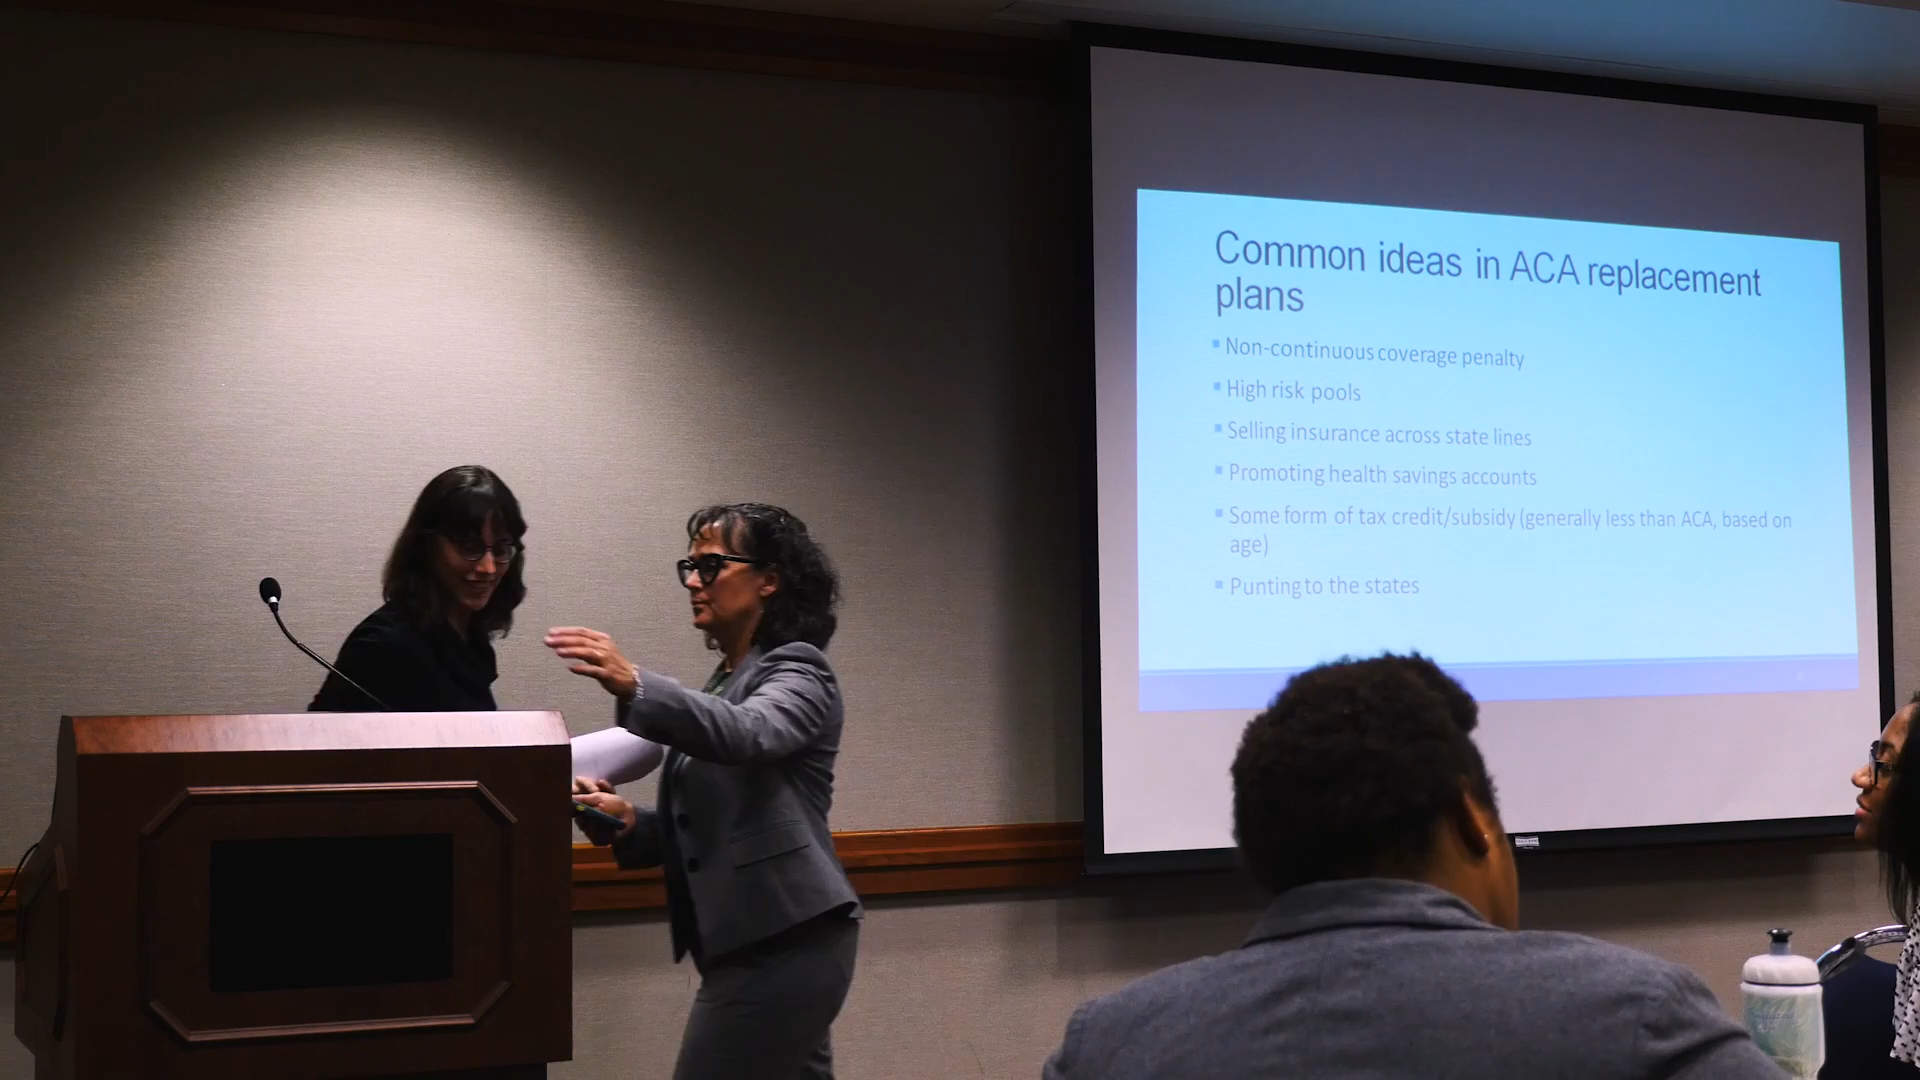 Common ideas in ACA replacement
plans
Non-continuous coverage penalty
High risk pools
Selling insurance across state lines
Promoting health savings accounts
Some form of tax credit/subsidy (generally less than ACA, based on
age)
Punting to the states